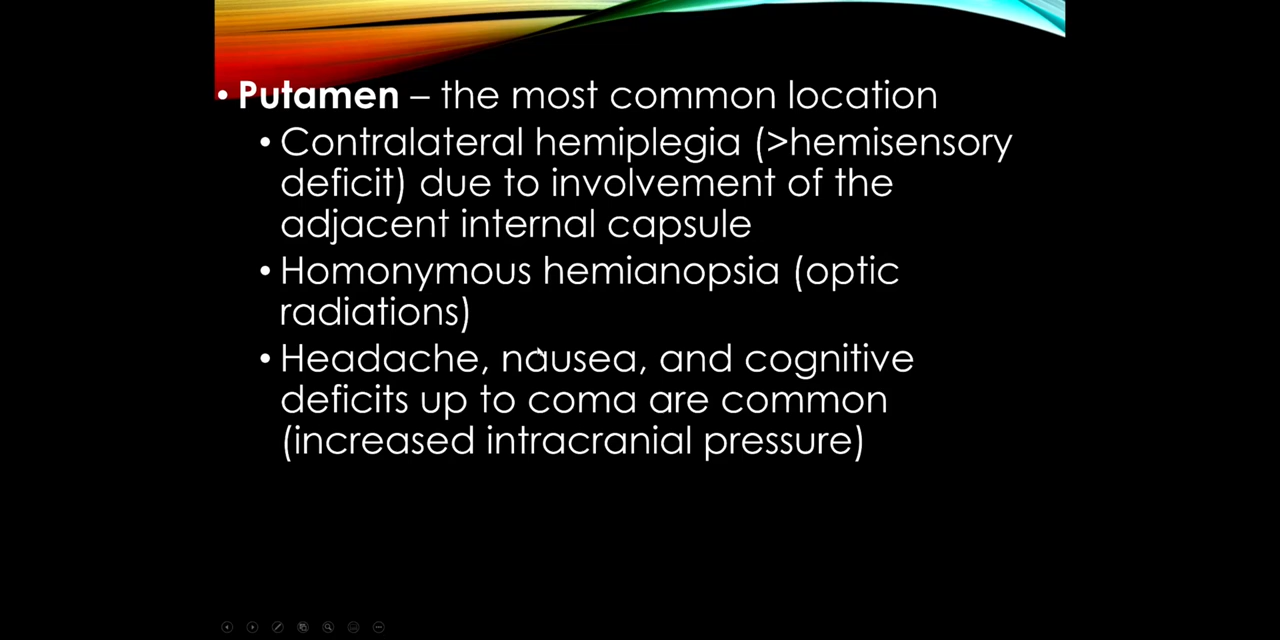 • Putamen – the most common location
• Contralateral hemiplegia (>hemisensory
deficit) due to involvement of the
adjacent internal capsule
• Homonymous hemianopsia (optic
radiations)
• Headache, nausea, and cognitive
deficits up to coma are common
(increased intracranial pressure)